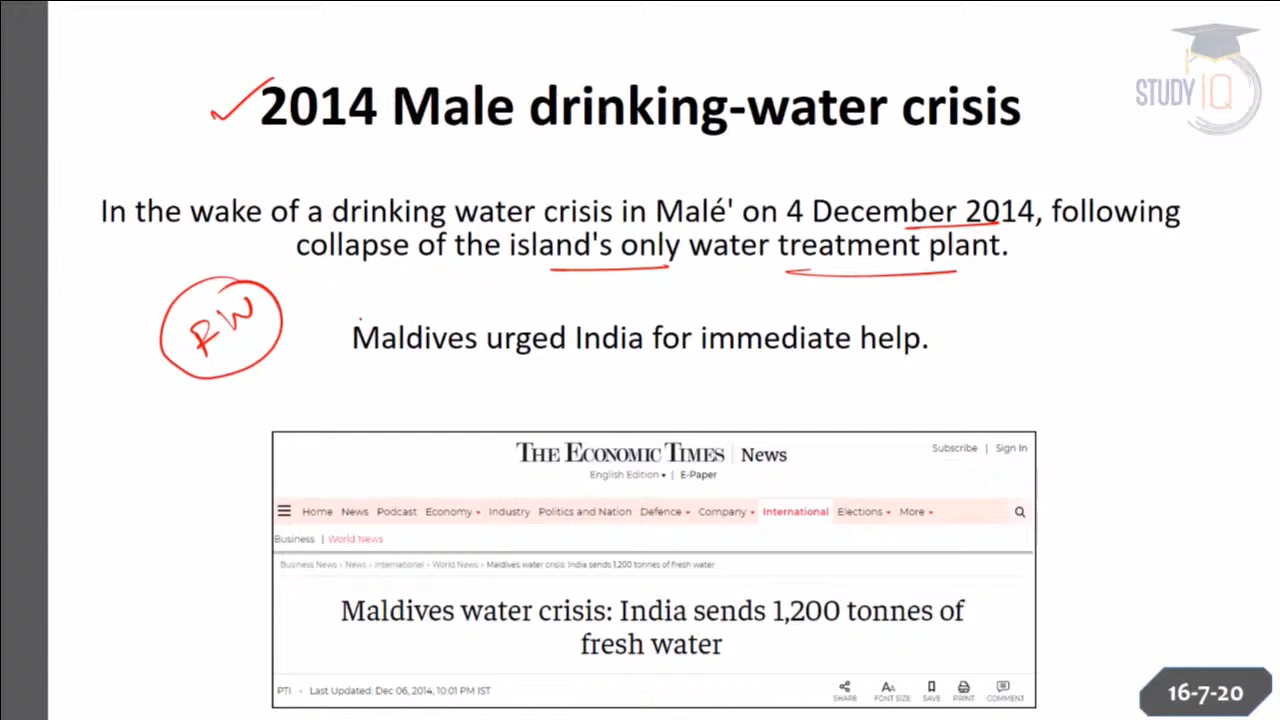 STUDY IQ
2014 Male drinking-water crisis
In the wake of a drinking water crisis in Malé' on 4 December 2014, following
collapse of the island's only water treatment plant.
RW
Maldives urged India for immediate help.
THE ECONOMIC TIMES | News
Subscribe | Sign In
English Edition | E-Paper
Home News Podcast Economy Industry Politics and Nation Defence Company International Elections More
Business | World News
Business News › News › International › World News › Maldives water crisis: India sends 1,200 tonnes of fresh water
Maldives water crisis: India sends 1,200 tonnes of
fresh water
PTI • Last Updated: Dec 06, 2014, 10:01 PM IST
SHARE FONT SIZE SAVE PRINT COMMENT
16-7-20